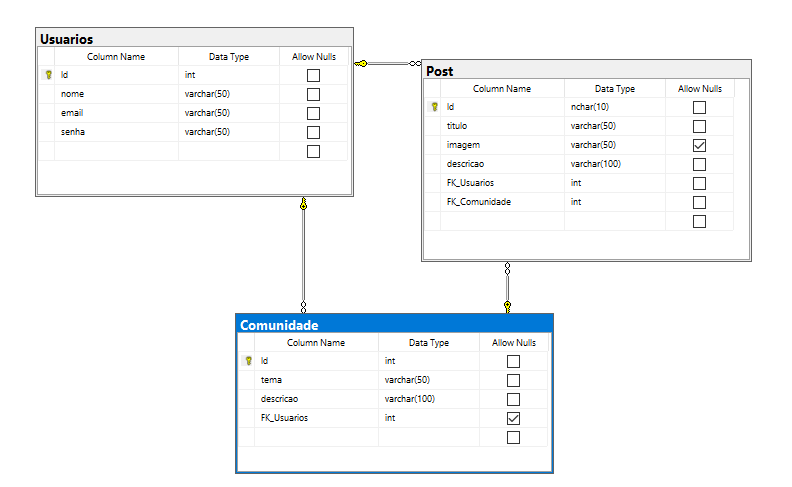 Usuarios
Column Name Data Type Allow Nulls
Id int
nome varchar(50)
email varchar(50)
senha varchar(50)
Post
Column Name Data Type Allow Nulls
Id nchar(10)
titulo varchar(50)
imagem varchar(50)
descricao varchar(100)
FK_Usuarios int
FK_Comunidade int
Comunidade
Column Name Data Type Allow Nulls
Id int
tema varchar(50)
descricao varchar(100)
FK_Usuarios int